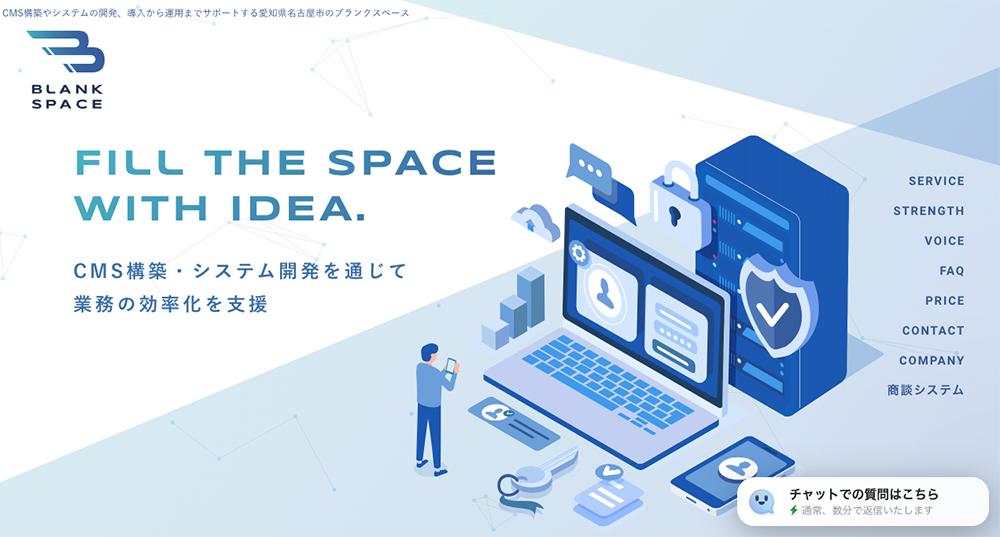 CMS構築やシステムの開発、導入から運用までサポートする愛知県名古屋市のブランクスペース
BLANK
SPACE
FILL THE SPACE
WITH IDEA.
CMS構築・システム開発を通じて
業務の効率化を支援
SERVICE
STRENGTH
VOICE
FAQ
PRICE
CONTACT
COMPANY
商談システム
チャットでの質問はこちら
通常、数分で返信いたします